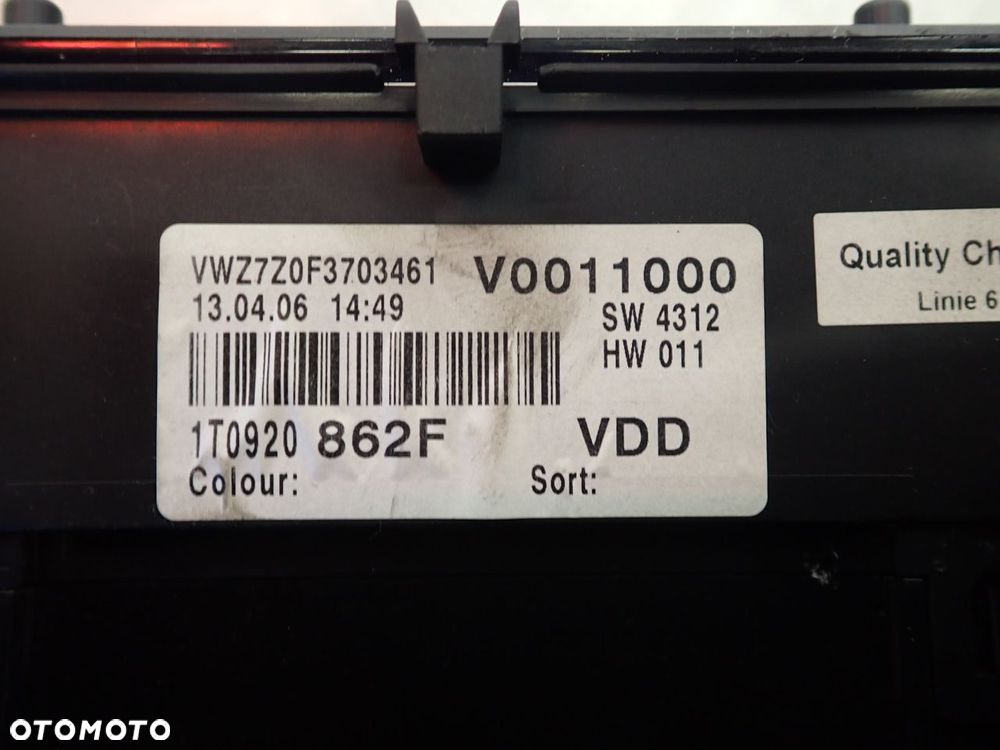 VWZ7Z0F3703461 V0011000
13.04.06 14:49 SW 4312
HW 011
1T0920 862F VDD
Colour: Sort:
Quality Ch
Linie 6
OTOMOTO